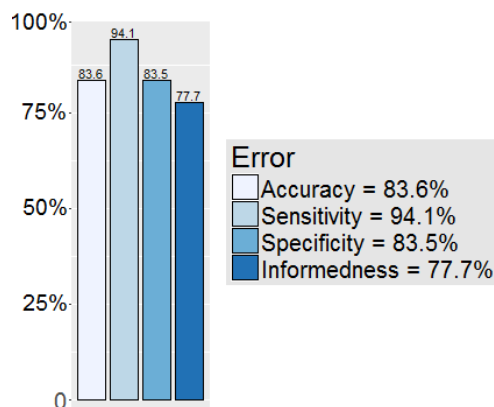 100%
75%
50%
25%
0
83.6
94.1
83.5
77.7
Error
Accuracy = 83.6%
Sensitivity = 94.1%
Specificity = 83.5%
Informedness = 77.7%